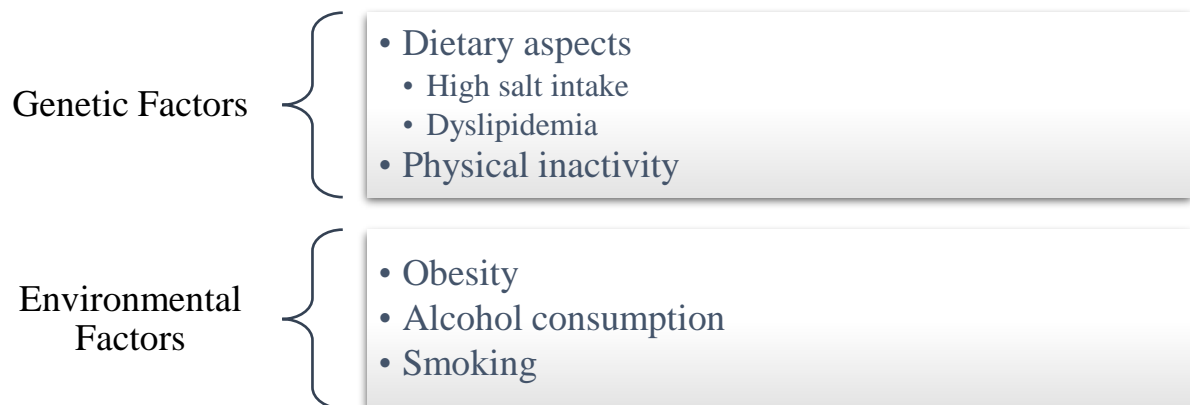 Genetic Factors
• Dietary aspects
• High salt intake
• Dyslipidemia
• Physical inactivity
Environmental
Factors
• Obesity
• Alcohol consumption
• Smoking